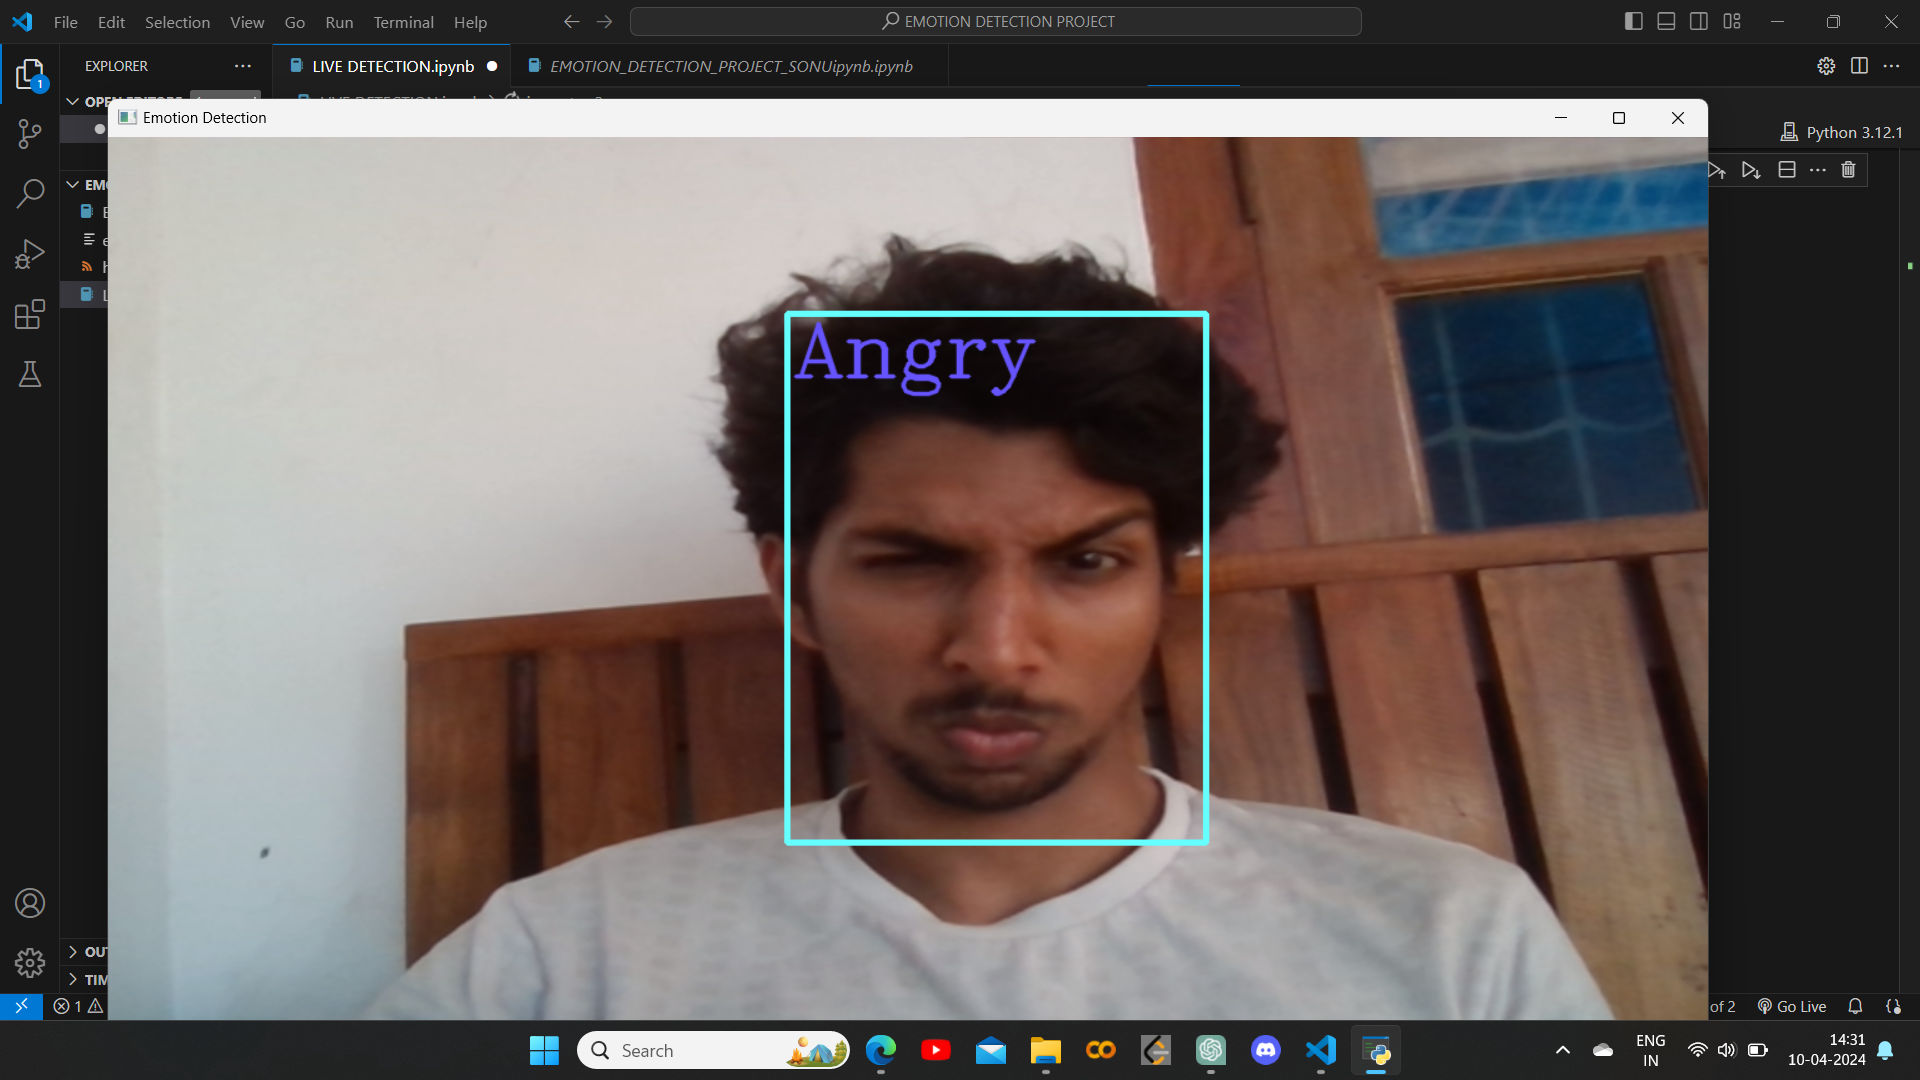 File Edit Selection View Go Run Terminal Help
EMOTION DETECTION PROJECT
EXPLORER
LIVE DETECTION.ipynb
EMOTION_DETECTION_PROJECT_SONUipynb.ipynb
Emotion Detection
Python 3.12.1
Angry
OUT
TIM
1
of 2
Go Live
Search
ENG
IN
14:31
10-04-2024